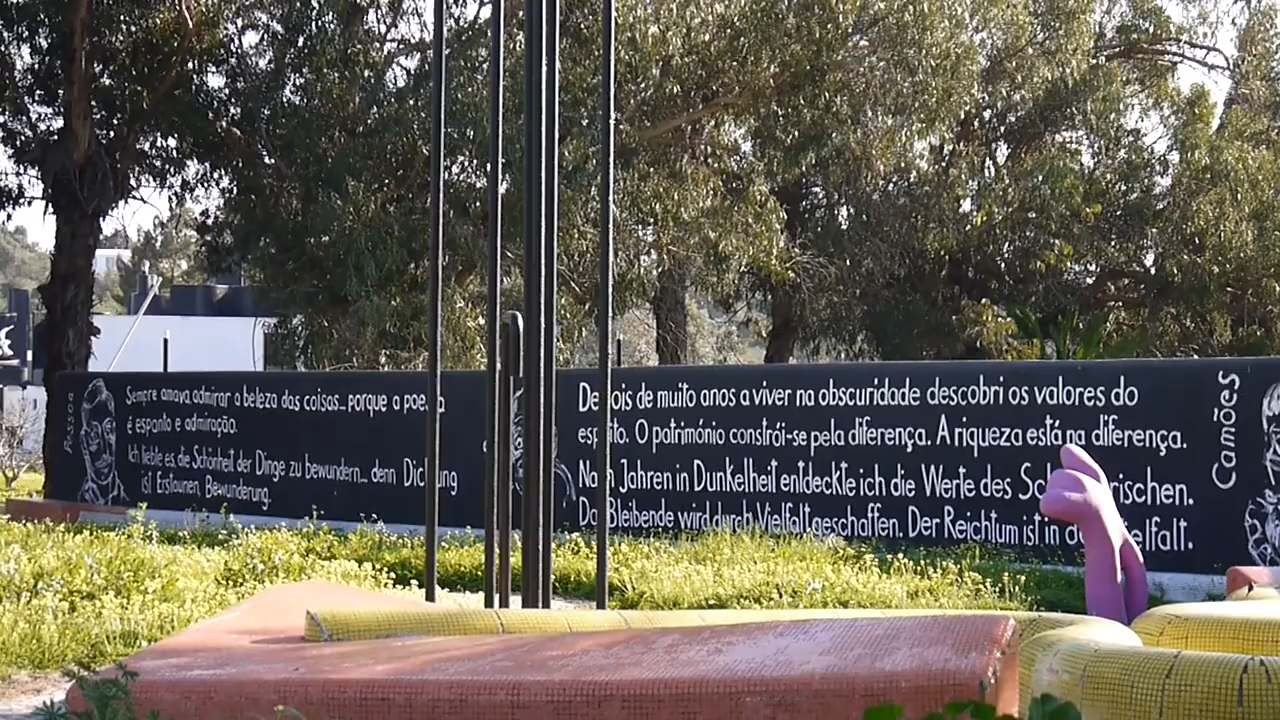 Pessoa
Sempre amava admirar a beleza das coisas... porque a poesia
é espanto e admiração.
Ich liebte es, die Schönheit der Dinge zu bewundern... denn Dichtung
ist Erstaunen, Bewunderung.
Depois de muito anos a viver na obscuridade descobri os valores do
espírito. O património constrói-se pela diferença. A riqueza está na diferença.
Nach Jahren in Dunkelheit entdeckte ich die Werte des
Das Bleibende wird durch Vielfalt geschaffen. Der Reichtum ist in der Vielfalt.
Camões